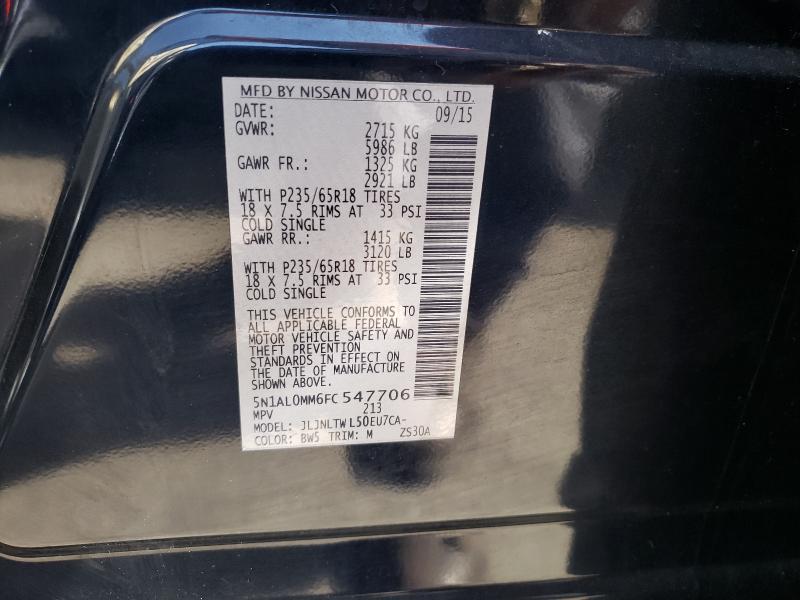 MFD BY NISSAN MOTOR CO., LTD.
DATE: 09/15
GVWR: 2715 KG
5986 LB
GAWR FR.: 1325 KG
2921 LB
WITH P235/65R18 TIRES
18 X 7.5 RIMS AT 33 PSI
COLD SINGLE
GAWR RR.: 1415 KG
3120 LB
WITH P235/65R18 TIRES
18 X 7.5 RIMS AT 33 PSI
COLD SINGLE
THIS VEHICLE CONFORMS TO
ALL APPLICABLE FEDERAL
MOTOR VEHICLE SAFETY AND
THEFT PREVENTION
STANDARDS IN EFFECT ON
THE DATE OF MANUFACTURE
SHOWN ABOVE.
5N1AL0MM6FC 547706
MPV 213
MODEL: JLJNLTW L50EU7CA-
COLOR: BW5 TRIM: M ZS30A